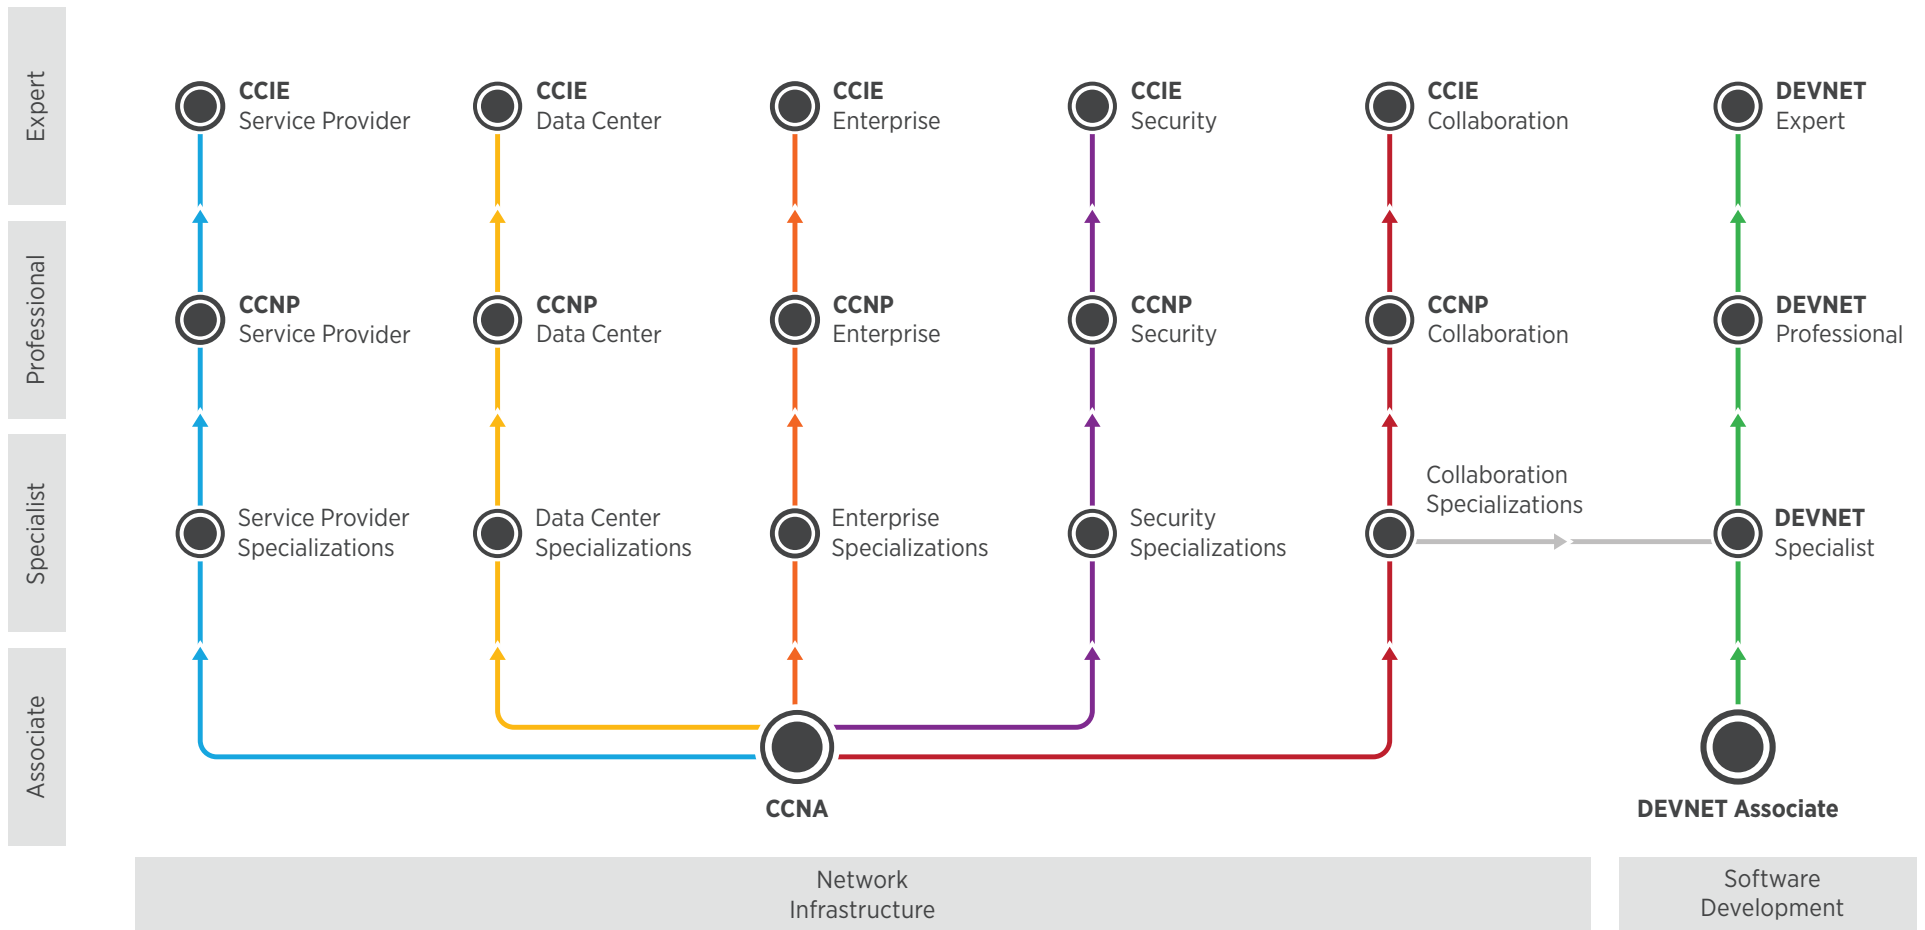 Expert
CCIE
Service Provider
CCIE
Data Center
CCIE
Enterprise
CCIE
Security
CCIE
Collaboration
DEVNET
Expert
Professional
CCNP
Service Provider
CCNP
Data Center
CCNP
Enterprise
CCNP
Security
CCNP
Collaboration
DEVNET
Professional
Specialist
Service Provider
Specializations
Data Center
Specializations
Enterprise
Specializations
Security
Specializations
Collaboration
Specializations
DEVNET
Specialist
Associate
CCNA
DEVNET Associate
Network
Infrastructure
Software
Development